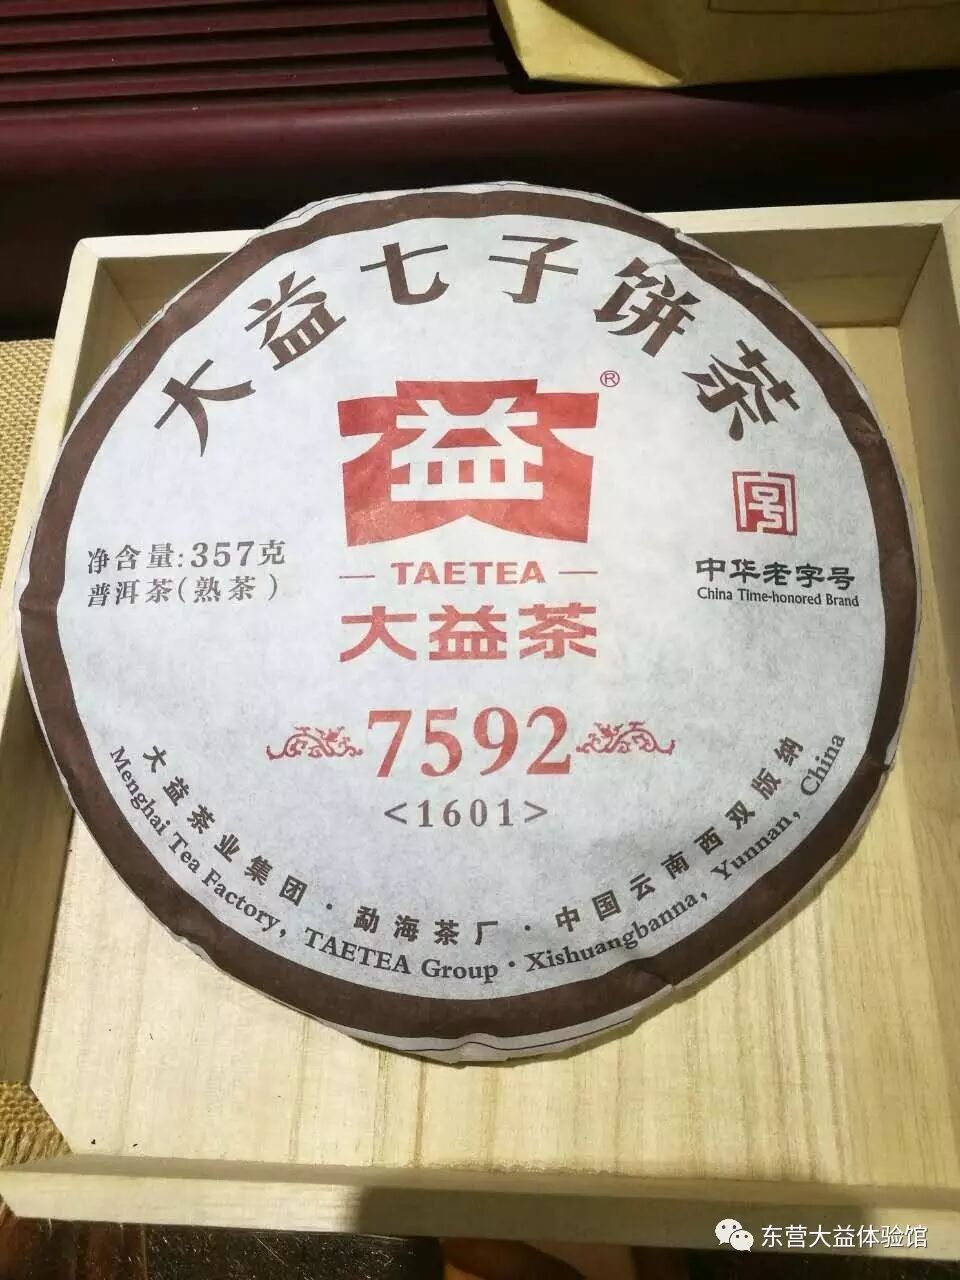 大益七子饼茶
益
®
TAETEA
大益茶
净含量:357克
普洱茶(熟茶)
中华老字号
China Time-honored Brand
7592
<1601>
大益茶业集团·勐海茶厂·中国云南西双版纳
Menghai Tea Factory, TAETEA Group·Xishuangbanna, Yunnan, China
东营大益体验馆